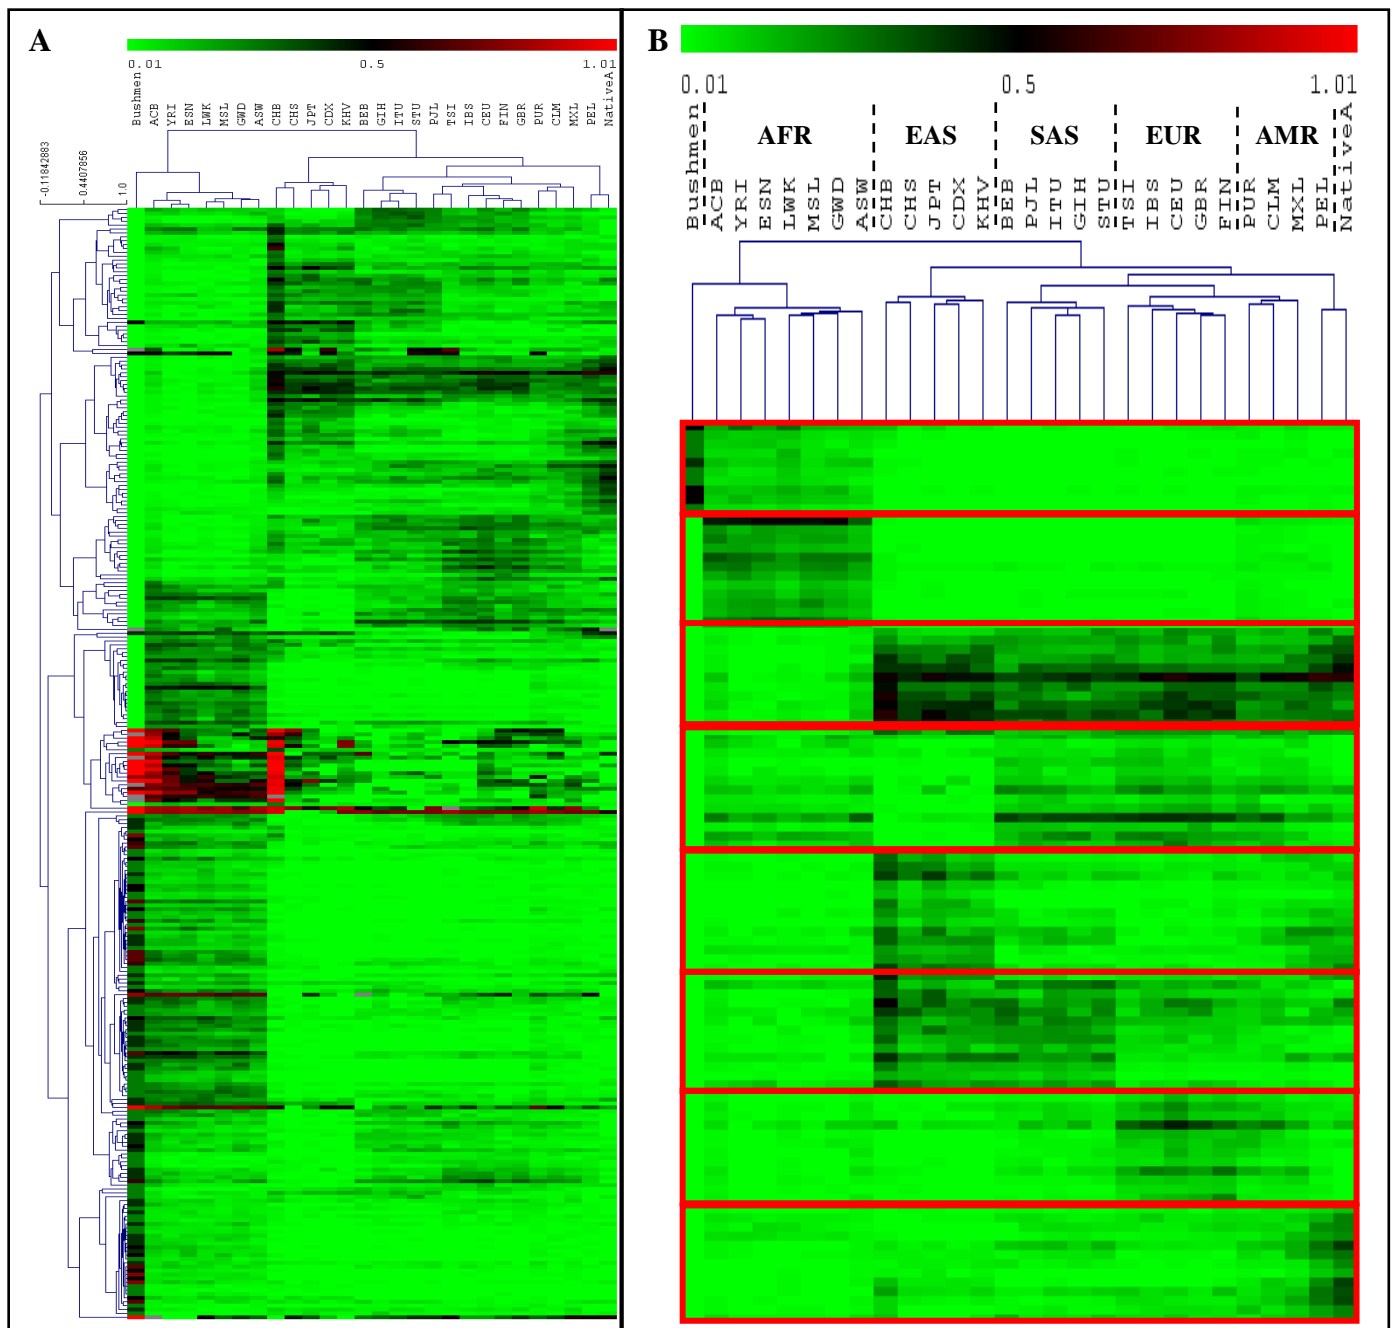 A
0.01 0.5 1.01
Bushmen ACB YRI ESN LWK MSL GWD ASW CHB CHS JPT CDX KHV BEB GIH ITU STU PJL TSI IBS CEU FIN GBR PUR CLM MXL PEL NativeA
-0.11842883 0.4407856 1.0
B
0.01 0.5 1.01
AFR EAS SAS EUR AMR
Bushmen ACB YRI ESN LWK MSL GWD ASW CHB CHS JPT CDX KHV BEB PJL ITU GIH STU TSI IBS CEU GBR FIN PUR CLM MXL PEL NativeA